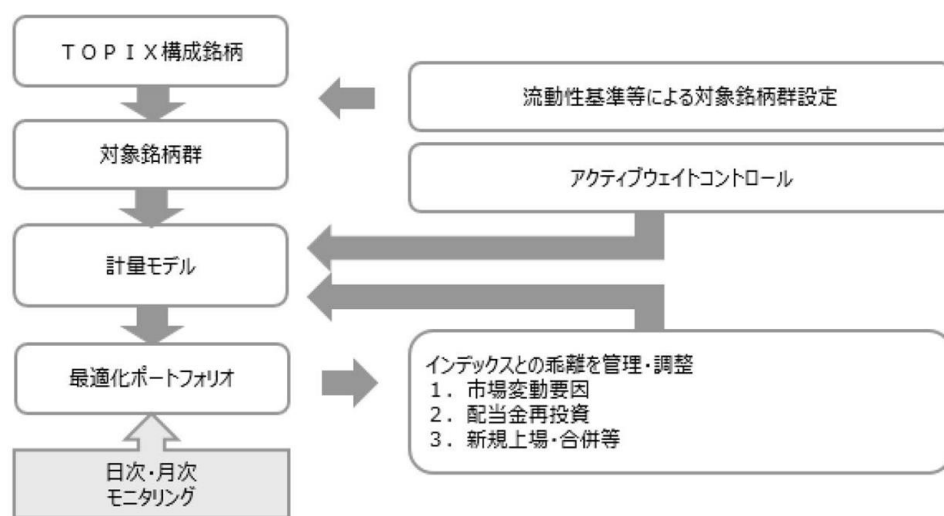 ＴＯＰＩＸ構成銘柄
流動性基準等による対象銘柄群設定
対象銘柄群
アクティブウェイトコントロール
計量モデル
最適化ポートフォリオ
インデックスとの乖離を管理・調整
１．市場変動要因
２．配当金再投資
３．新規上場・合併等
日次・月次
モニタリング